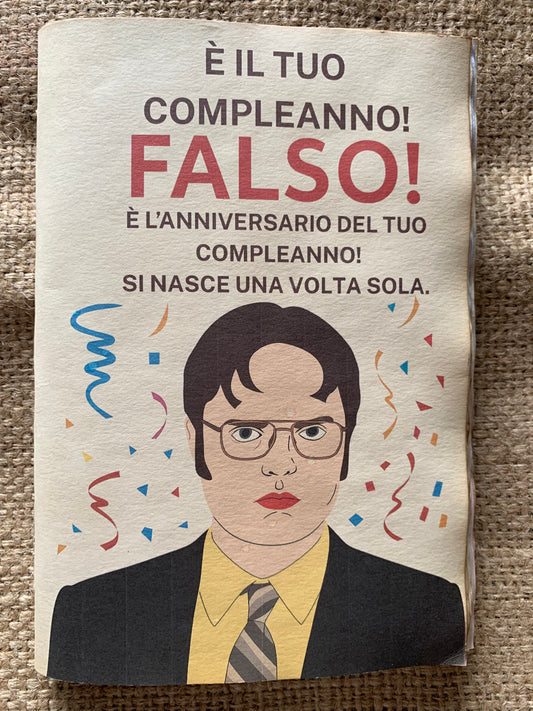 È IL TUO
COMPLEANNO!
FALSO!
È L'ANNIVERSARIO DEL TUO
COMPLEANNO!
SI NASCE UNA VOLTA SOLA.